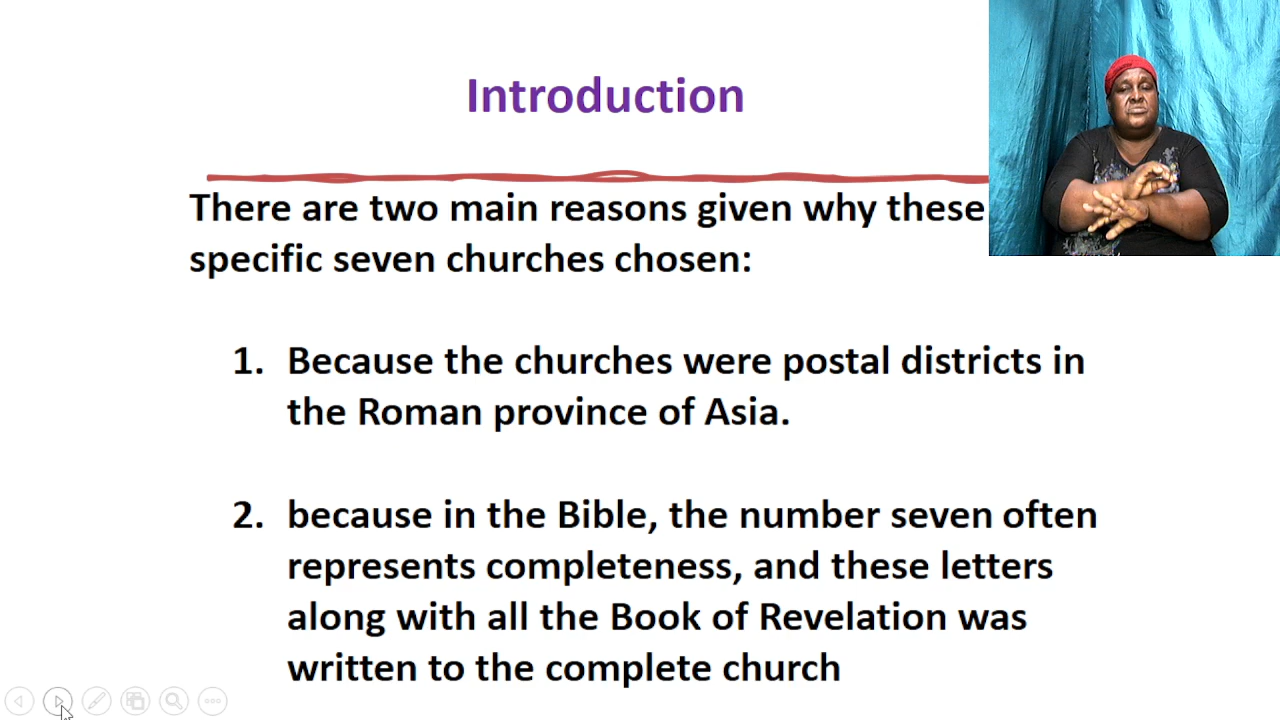 Introduction
There are two main reasons given why these
specific seven churches chosen:
1. Because the churches were postal districts in
the Roman province of Asia.
2. because in the Bible, the number seven often
represents completeness, and these letters
along with all the Book of Revelation was
written to the complete church